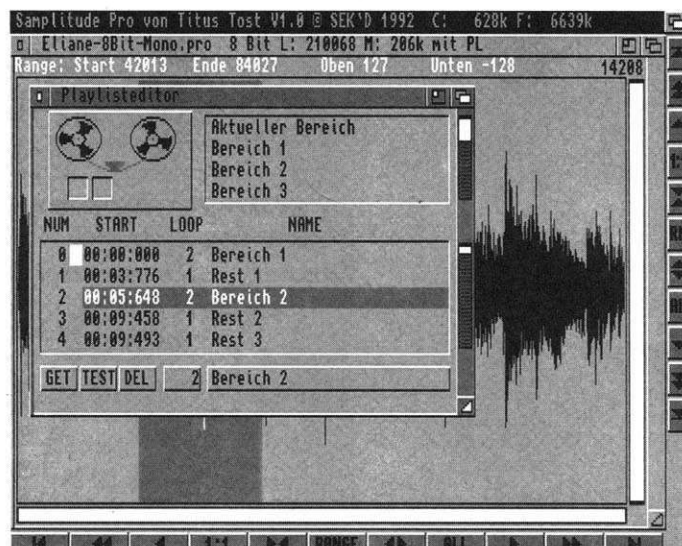 Samplitude Pro von Titus Tost V1.0 © SEK'D 1992 C: 628k F: 6639k
Eliane-8Bit-Mono.pro 8 Bit L: 210068 M: 206k mit PL
Range: Start 42013 Ende 84027 Oben 127 Unten -128 14208
Playlisteditor
Aktueller Bereich
Bereich 1
Bereich 2
Bereich 3
NUM START LOOP NAME
0 00:00:000 2 Bereich 1
1 00:03:776 1 Rest 1
2 00:05:648 2 Bereich 2
3 00:09:458 1 Rest 2
4 00:09:493 1 Rest 3
GET TEST DEL 2 Bereich 2
1:1 RANGE ALL